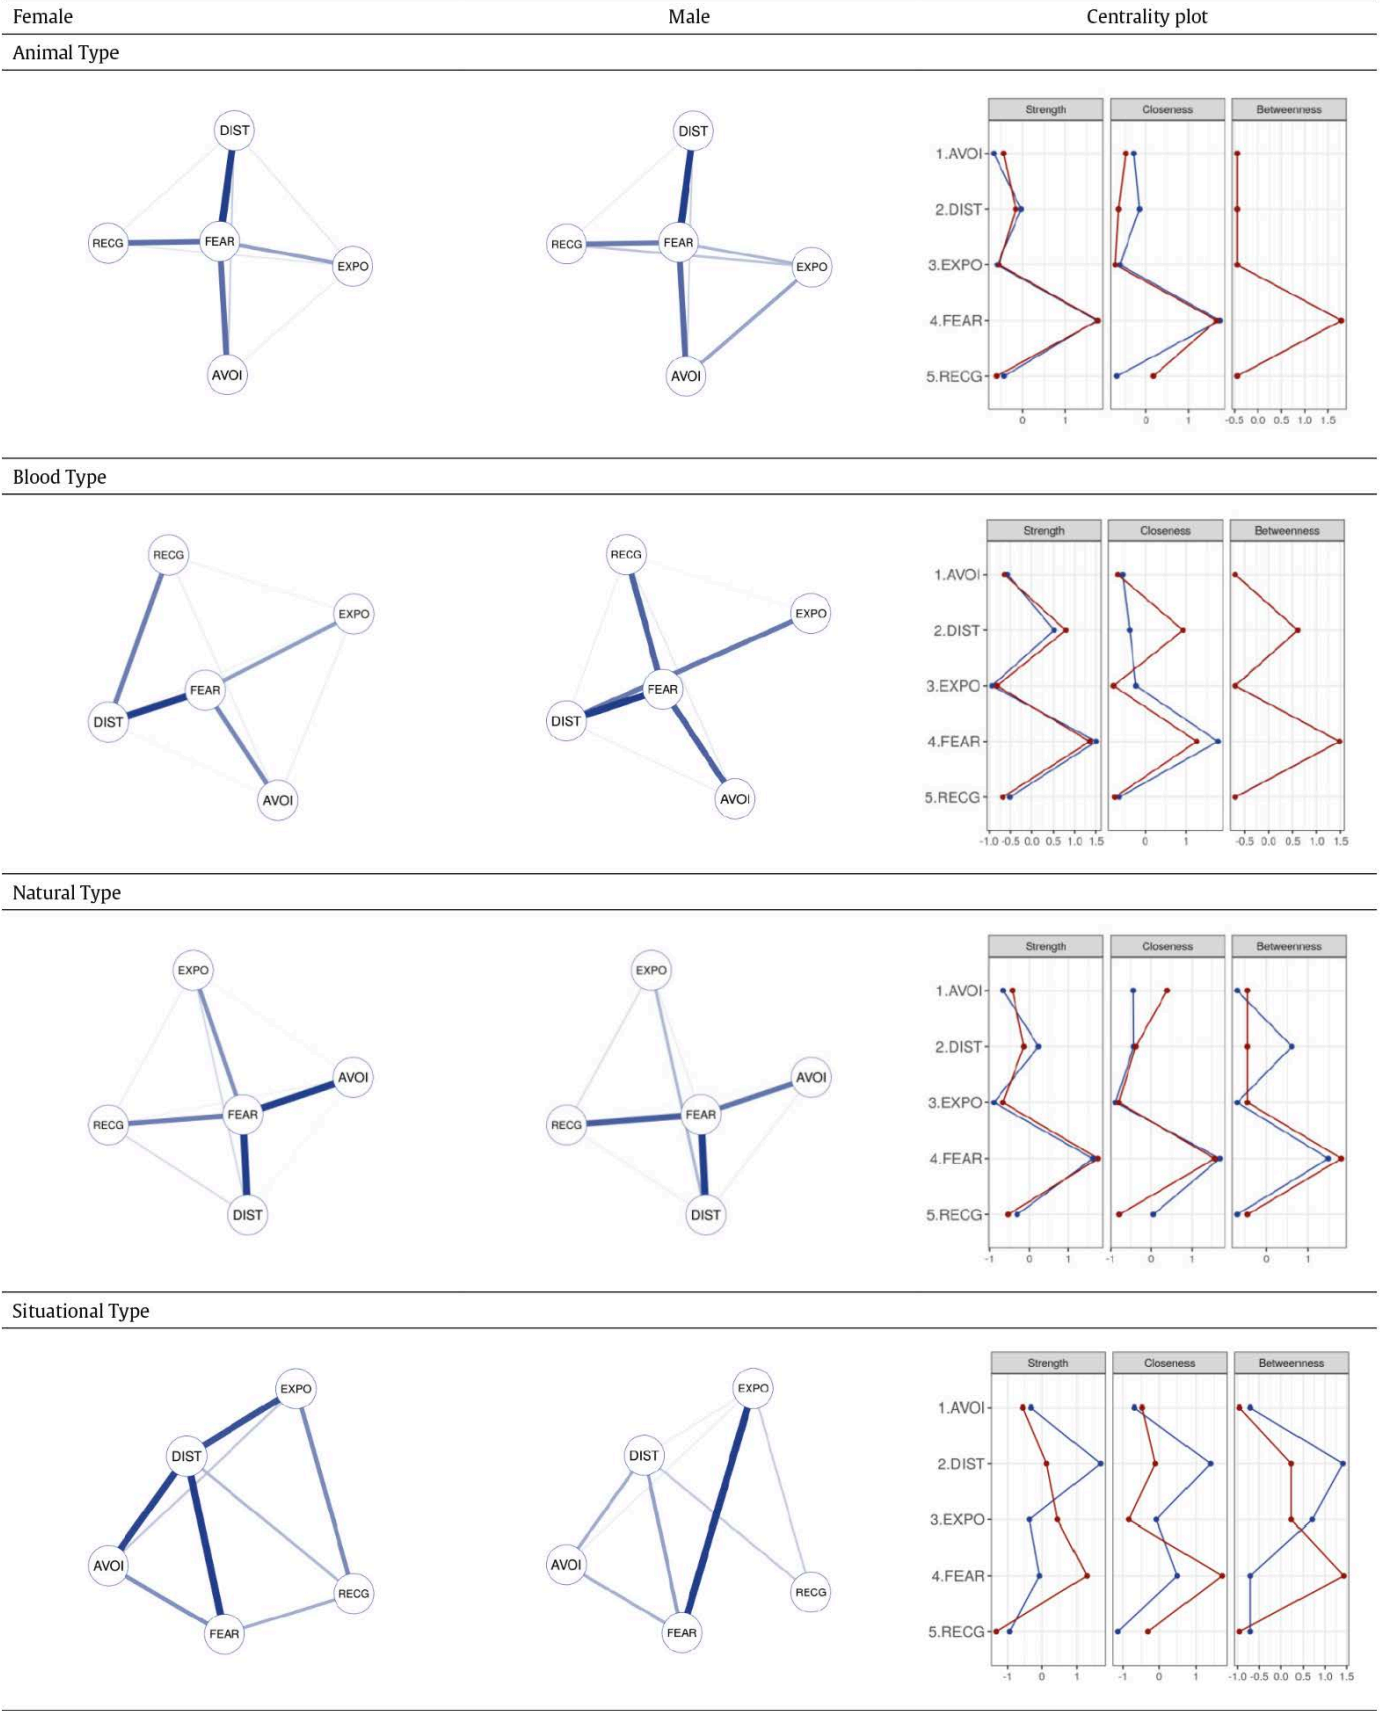 Female Male Centrality plot
Animal Type
DIST
RECG
FEAR
EXPO
AVOI
DIST
RECG
FEAR
EXPO
AVOI
Strength Closeness Betweenness
1.AVOI
2.DIST
3.EXPO
4.FEAR
5.RECG
0 1 0 1 -0.5 0.0 0.5 1.0 1.5
Blood Type
RECG
EXPO
FEAR
DIST
AVOI
RECG
EXPO
FEAR
DIST
AVOI
Strength Closeness Betweenness
1.AVOI
2.DIST
3.EXPO
4.FEAR
5.RECG
-1.0 -0.5 0.0 0.5 1.0 1.5 0 1 -0.5 0.0 0.5 1.0 1.5
Natural Type
EXPO
AVOI
FEAR
RECG
DIST
EXPO
AVOI
FEAR
RECG
DIST
Strength Closeness Betweenness
1.AVOI
2.DIST
3.EXPO
4.FEAR
5.RECG
-1 0 1 -1 0 1 0 1
Situational Type
EXPO
DIST
AVOI
RECG
FEAR
EXPO
DIST
AVOI
RECG
FEAR
Strength Closeness Betweenness
1.AVOI
2.DIST
3.EXPO
4.FEAR
5.RECG
-1 0 1 -1 0 1 -1.0 -0.5 0.0 0.5 1.0 1.5